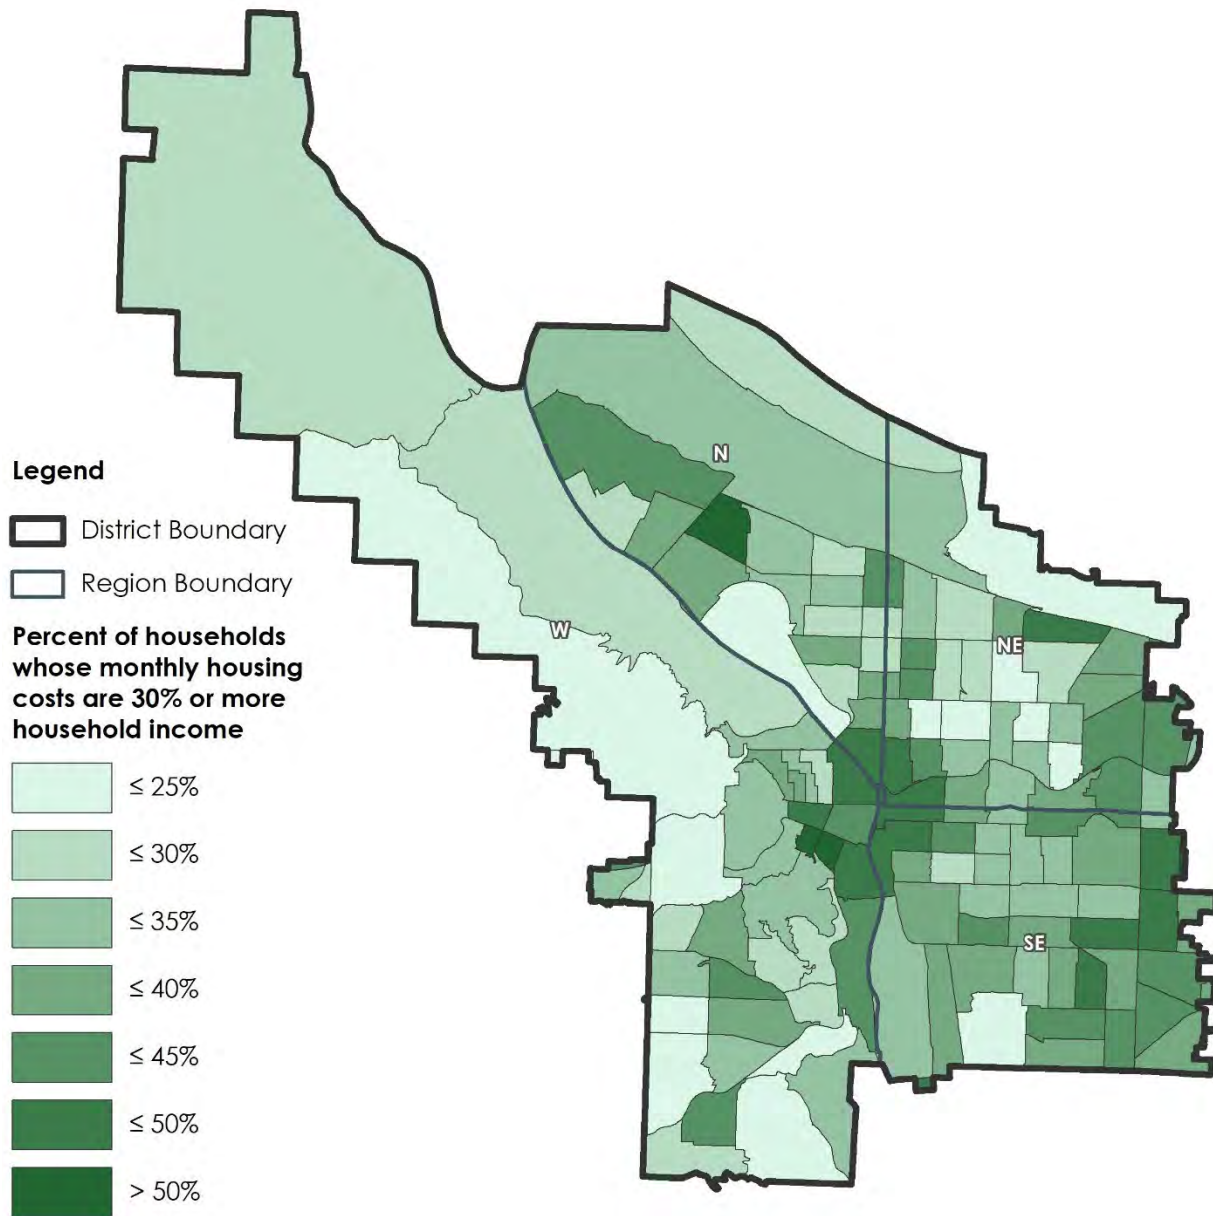 N
NE
W
SE
Legend
District Boundary
Region Boundary
Percent of households
whose monthly housing
costs are 30% or more
household income
≤ 25%
≤ 30%
≤ 35%
≤ 40%
≤ 45%
≤ 50%
> 50%